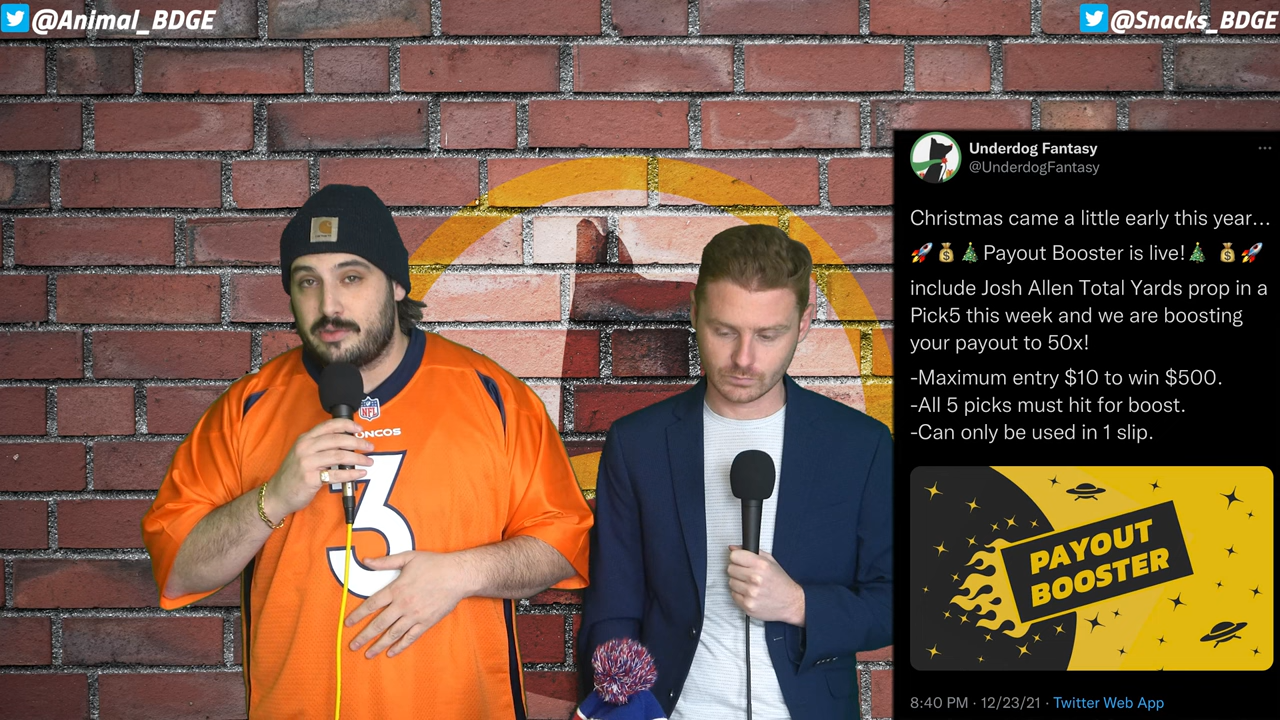 @Animal_BDGE
@Snacks_BDGE
Underdog Fantasy
@UnderdogFantasy
Christmas came a little early this year...
🚀💰🎄Payout Booster is live!🎄💰🚀
include Josh Allen Total Yards prop in a
Pick5 this week and we are boosting
your payout to 50x!
-Maximum entry $10 to win $500.
-All 5 picks must hit for boost.
-Can only be used in 1 slip.
PAYOUT
BOOSTER
8:40 PM · 12/23/21 · Twitter Web App
NFL
ONCOS
3